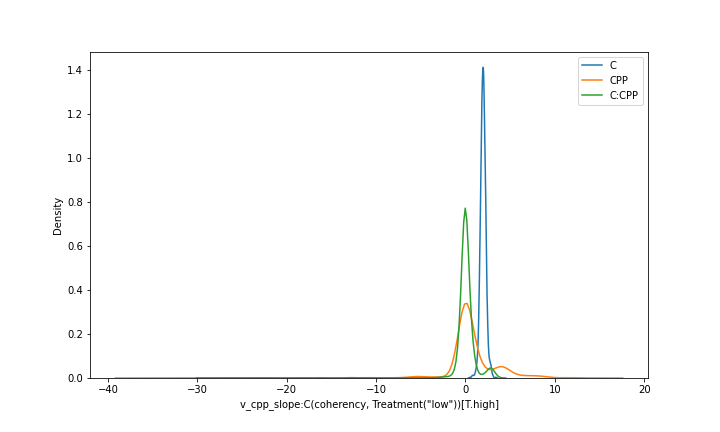 C
CPP
C:CPP
1.4
1.2
1.0
0.8
0.6
0.4
0.2
0.0
Density
−40 −30 −20 −10 0 10 20
v_cpp_slope:C(coherency, Treatment("low"))[T.high]